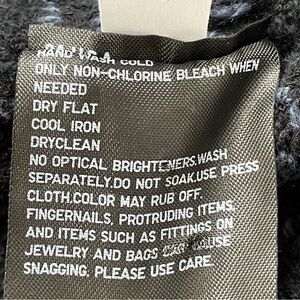 HAND WASH COLD
ONLY NON-CHLORINE BLEACH WHEN
NEEDED
DRY FLAT
COOL IRON
DRYCLEAN
NO OPTICAL BRIGHTENERS.WASH
SEPARATELY.DO NOT SOAK.USE PRESS
CLOTH.COLOR MAY RUB OFF.
FINGERNAILS, PROTRUDING ITEMS
AND ITEMS SUCH AS FITTINGS ON
JEWELRY AND BAGS CAN CAUSE
SNAGGING. PLEASE USE CARE.